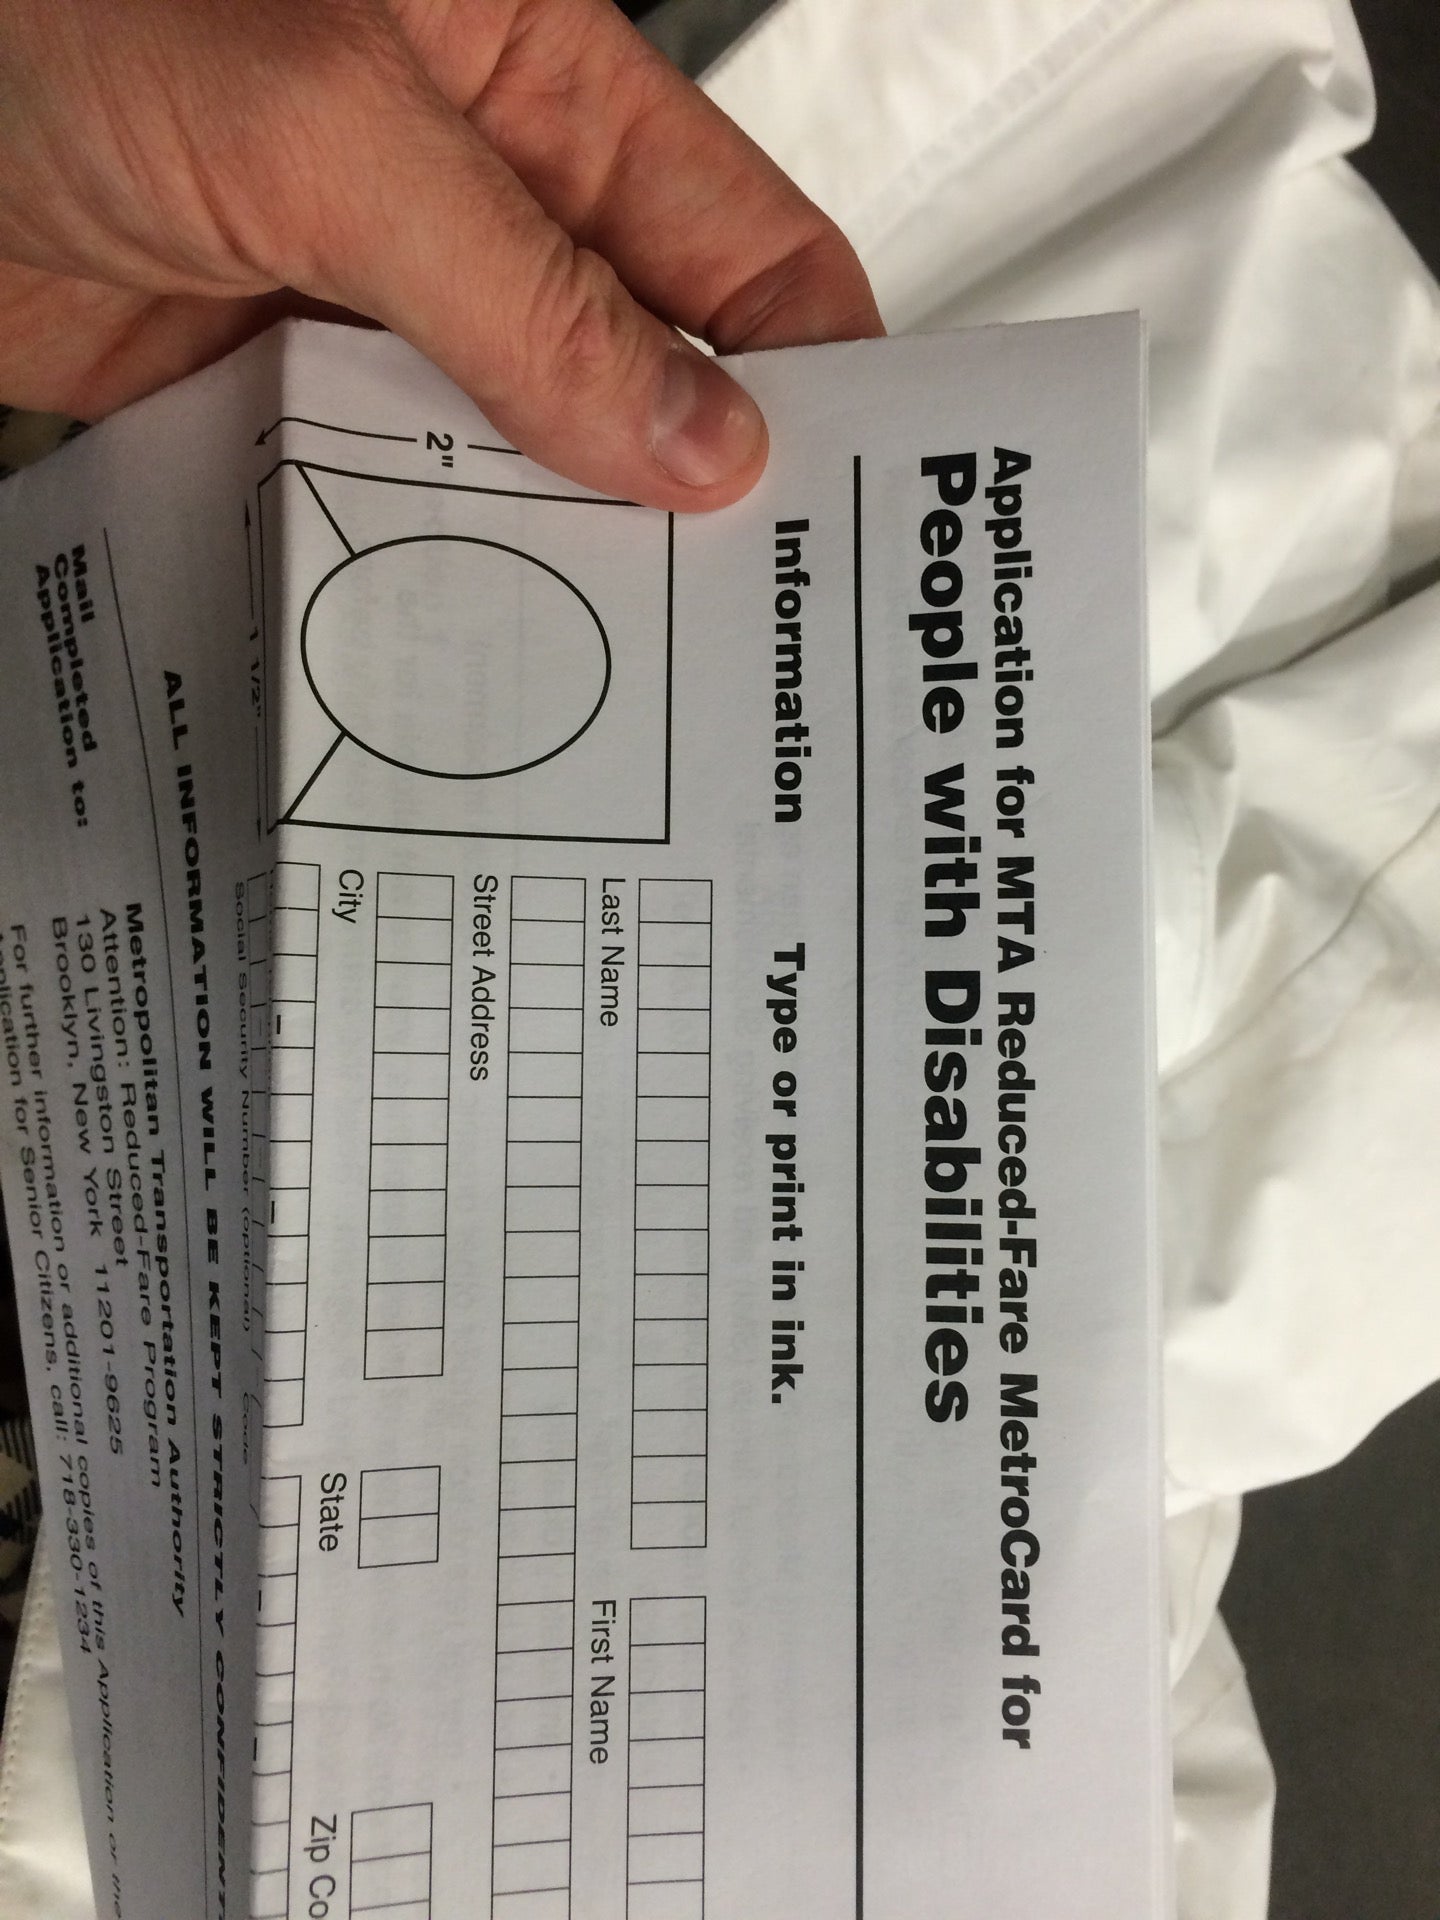 Application for MTA Reduced-Fare MetroCard for
People with Disabilities
Information Type or print in ink.
Last Name First Name
Street Address
City State Zip Co
2"
1 1/2"
Social Security Number (optional) Code
ALL INFORMATION WILL BE KEPT STRICTLY CONFIDENT
Mail
Completed
Application to:
Metropolitan Transportation Authority
Attention: Reduced-Fare Program
130 Livingston Street
Brooklyn, New York 11201-9625
For further information or additional copies of this Application or the
Application for Senior Citizens, call: 718-330-1234